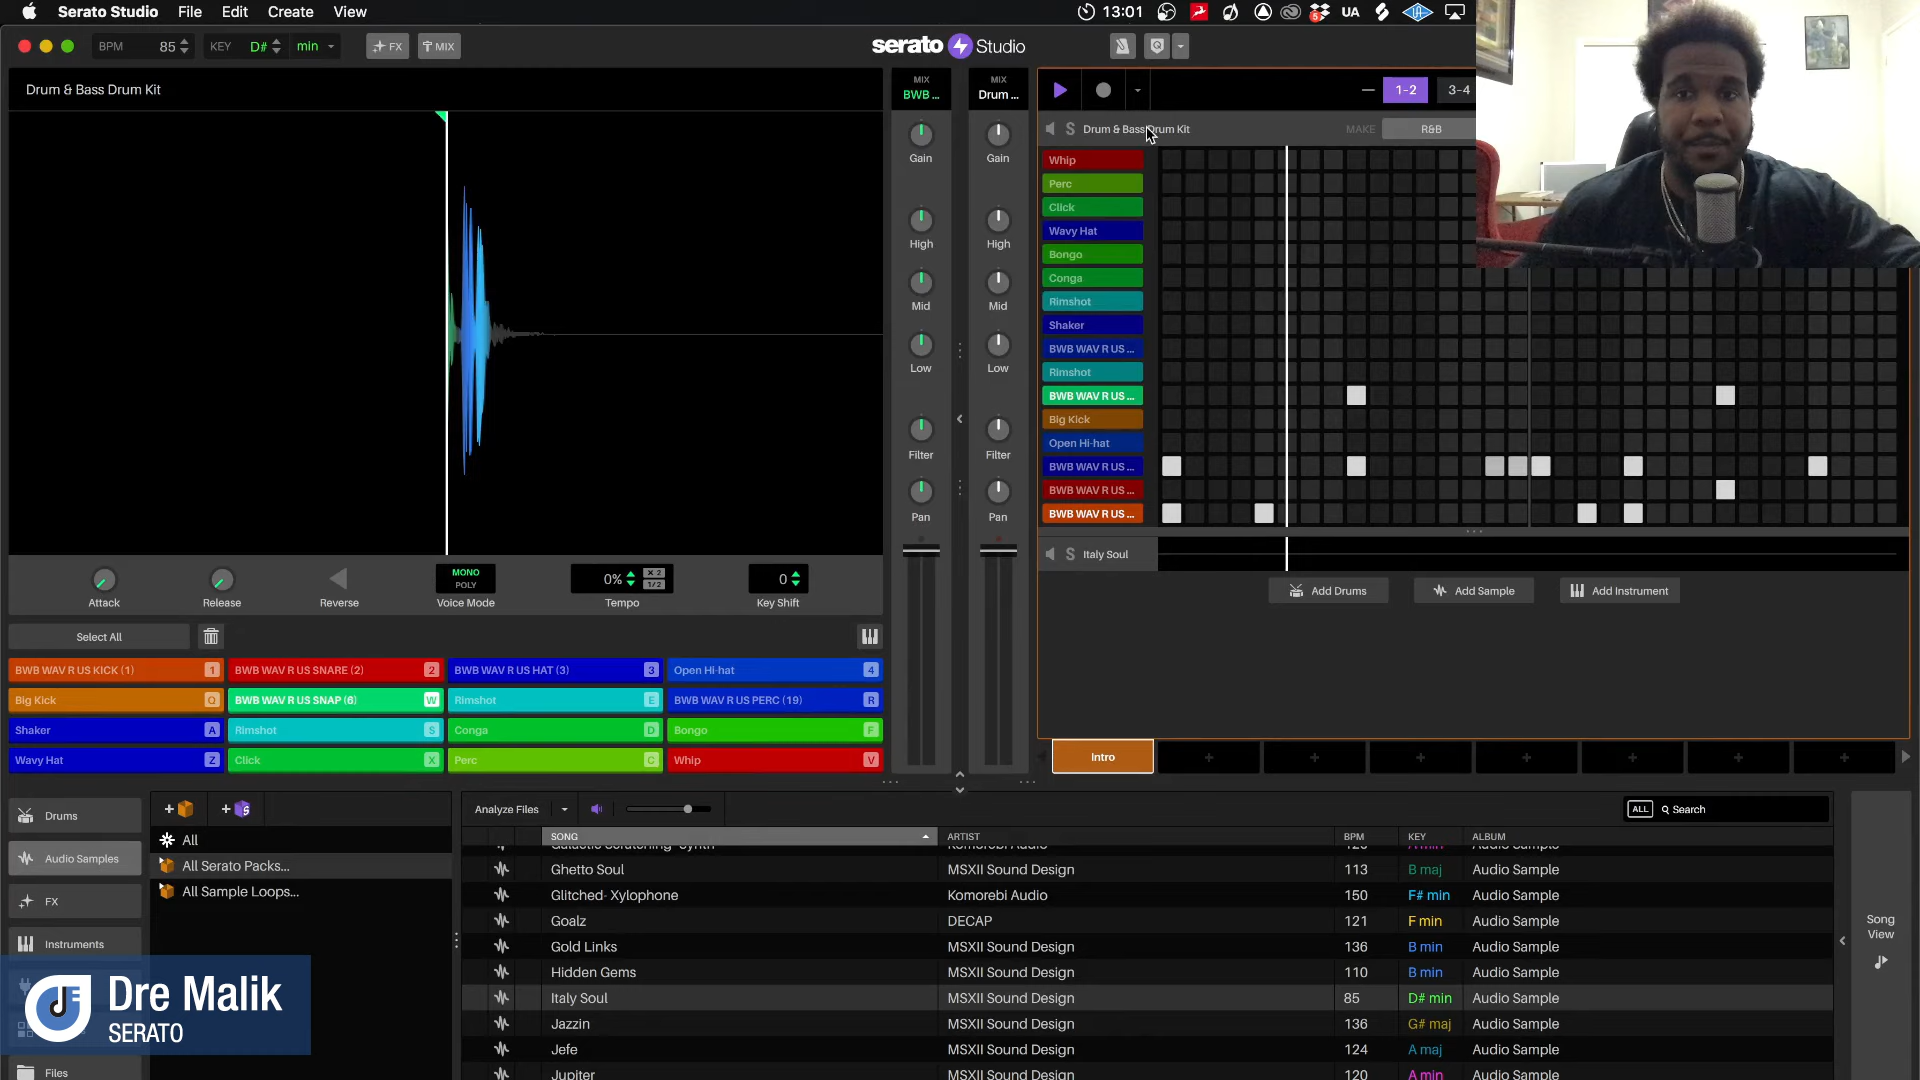 Serato Studio File Edit Create View
13:01 5 UA
BPM 85 KEY D# min FX MIX
serato Studio
Drum & Bass Drum Kit
MIX BWB ...
MIX Drum ...
Gain Gain
High High
Mid Mid
Low Low
Filter Filter
Pan Pan
1-2 3-4
S Drum & Bass Drum Kit MAKE R&B
Whip
Perc
Click
Wavy Hat
Bongo
Conga
Rimshot
Shaker
BWB WAV R US ...
Rimshot
BWB WAV R US ...
Big Kick
Open Hi-hat
BWB WAV R US ...
BWB WAV R US ...
BWB WAV R US ...
S Italy Soul
Add Drums Add Sample Add Instrument
Attack Release Reverse
MONO
POLY
Voice Mode
0% X 2
1/2
Tempo
0
Key Shift
Select All
BWB WAV R US KICK (1) 1 BWB WAV R US SNARE (2) 2 BWB WAV R US HAT (3) 3 Open Hi-hat 4
Big Kick Q BWB WAV R US SNAP (6) W Rimshot E BWB WAV R US PERC (19) R
Shaker A Rimshot S Conga D Bongo F
Wavy Hat Z Click X Perc C Whip V
Intro + + + + + + +
Drums
Audio Samples
FX
Instruments
Files
+ +
All
All Serato Packs...
All Sample Loops...
Analyze Files ALL Search
SONG ARTIST BPM KEY ALBUM
Ghetto Soul MSXII Sound Design 113 B maj Audio Sample
Glitched- Xylophone Komorebi Audio 150 F# min Audio Sample
Goalz DECAP 121 F min Audio Sample
Gold Links MSXII Sound Design 136 B min Audio Sample
Hidden Gems MSXII Sound Design 110 B min Audio Sample
Italy Soul MSXII Sound Design 85 D# min Audio Sample
Jazzin MSXII Sound Design 136 G# maj Audio Sample
Jefe MSXII Sound Design 124 A maj Audio Sample
Jupiter MSXII Sound Design 120 A min Audio Sample
Song
View
Dre Malik
SERATO